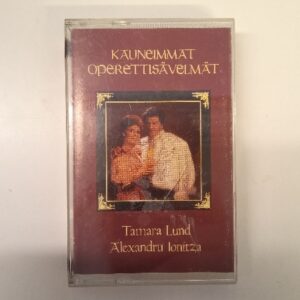 KAUNEIMMAT
OPERETTISÄVELMÄT
Tamara Lund
Alexandru Ionitza